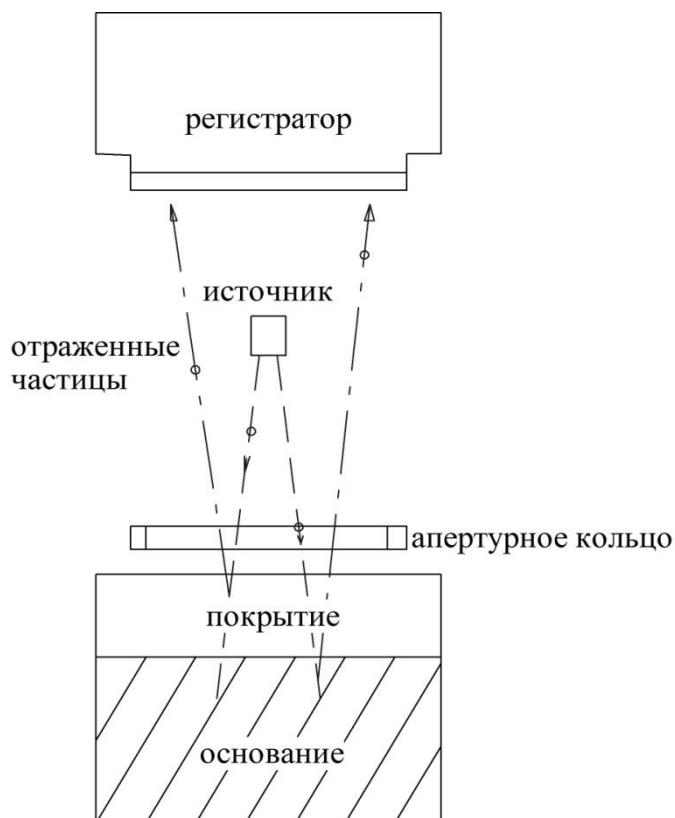 регистратор
источник
отраженные
частицы
апертурное кольцо
покрытие
основание